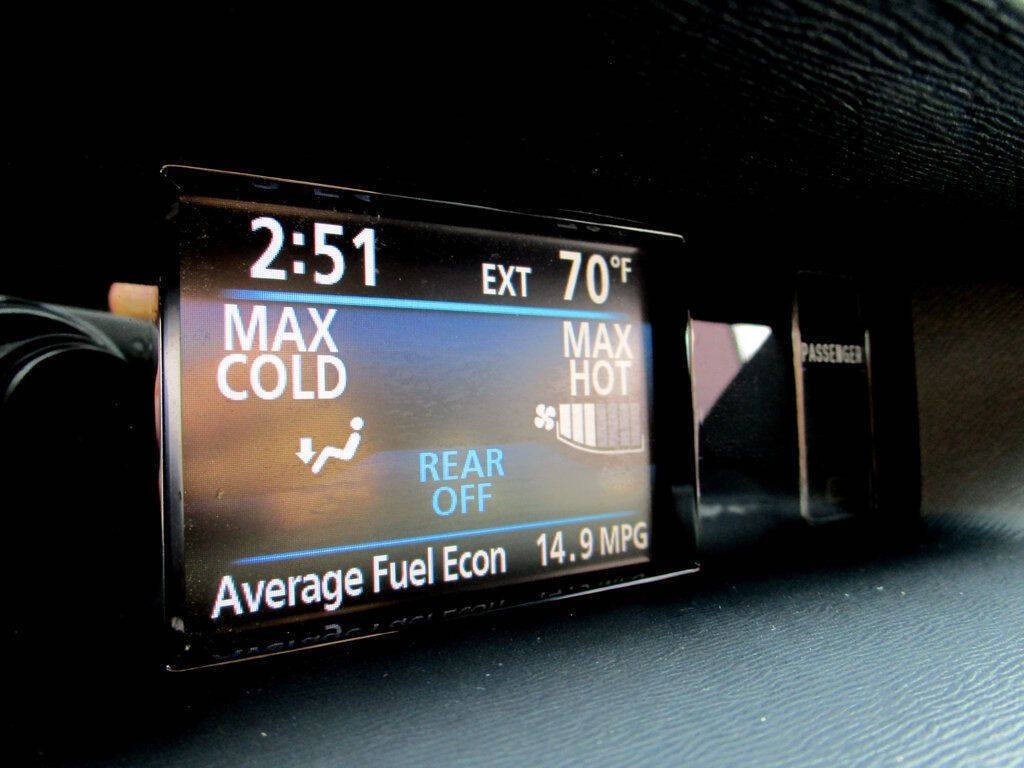 2:51 EXT 70°F
MAX COLD
MAX HOT
REAR OFF
Average Fuel Econ 14.9 MPG
PASSENGER